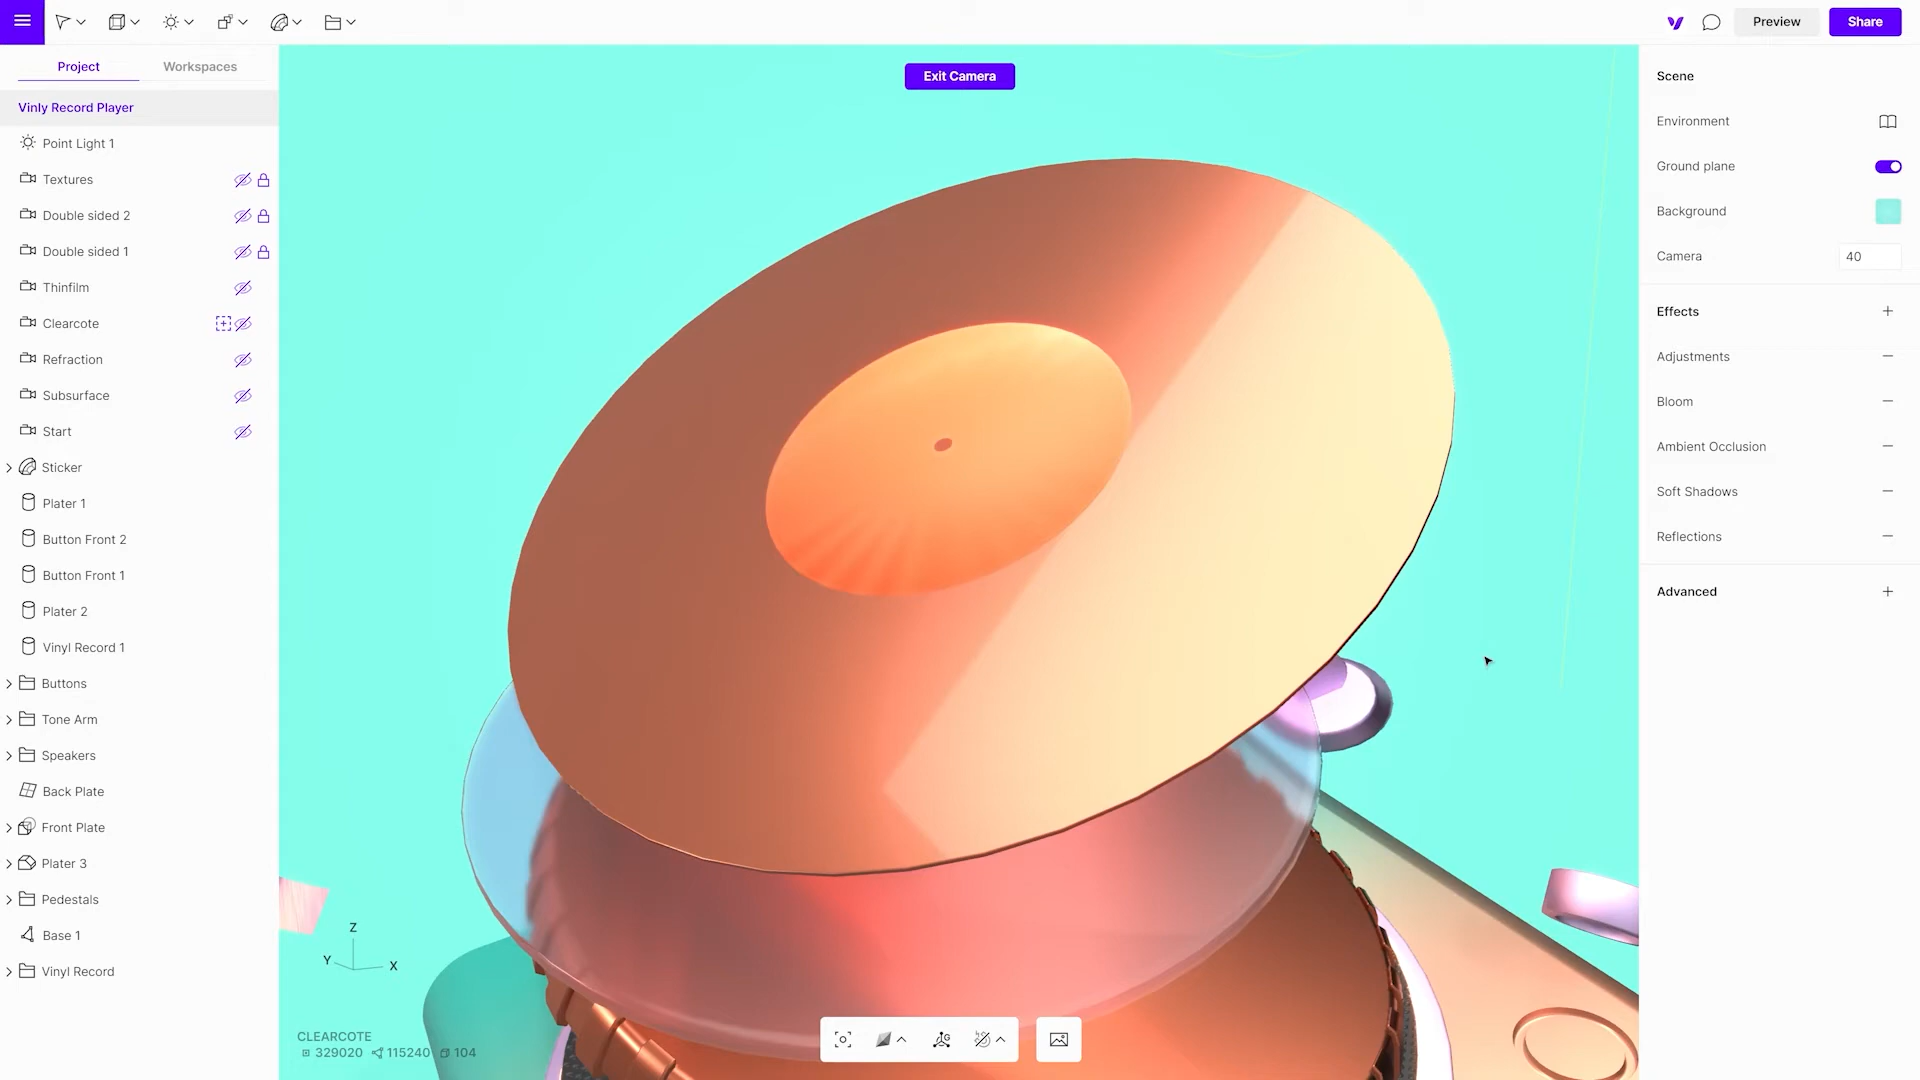 Preview
Share
Project
Workspaces
Exit Camera
Vinly Record Player
Point Light 1
Textures
Double sided 2
Double sided 1
Thinfilm
Clearcote
Refraction
Subsurface
Start
Sticker
Plater 1
Button Front 2
Button Front 1
Plater 2
Vinyl Record 1
Buttons
Tone Arm
Speakers
Back Plate
Front Plate
Plater 3
Pedestals
Base 1
Vinyl Record
Z
Y
X
CLEARCOTE
329020 115240 104
Scene
Environment
Ground plane
Background
Camera 40
Effects
Adjustments
Bloom
Ambient Occlusion
Soft Shadows
Reflections
Advanced